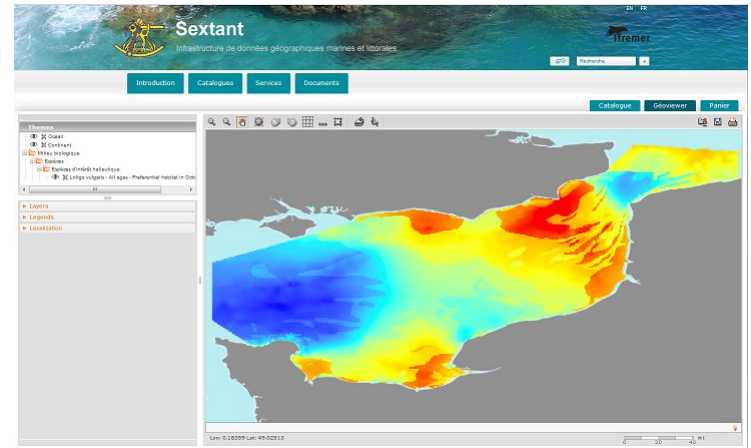 EN FR
Sextant
Infrastructure de données géographiques marines et littorales
Ifremer
Recherche
Introduction Catalogues Services Documents
Catalogue Géoviewer Panier
Themes
Ocean
Continent
Milieu biologique
Espèces
Espèces d'intérêt halieutique
Loligo vulgaris - All ages - Preferential habitat in Octo
Layers
Legends
Localization
Lon: 0.18359 Lat: 49.02313
0 20 40